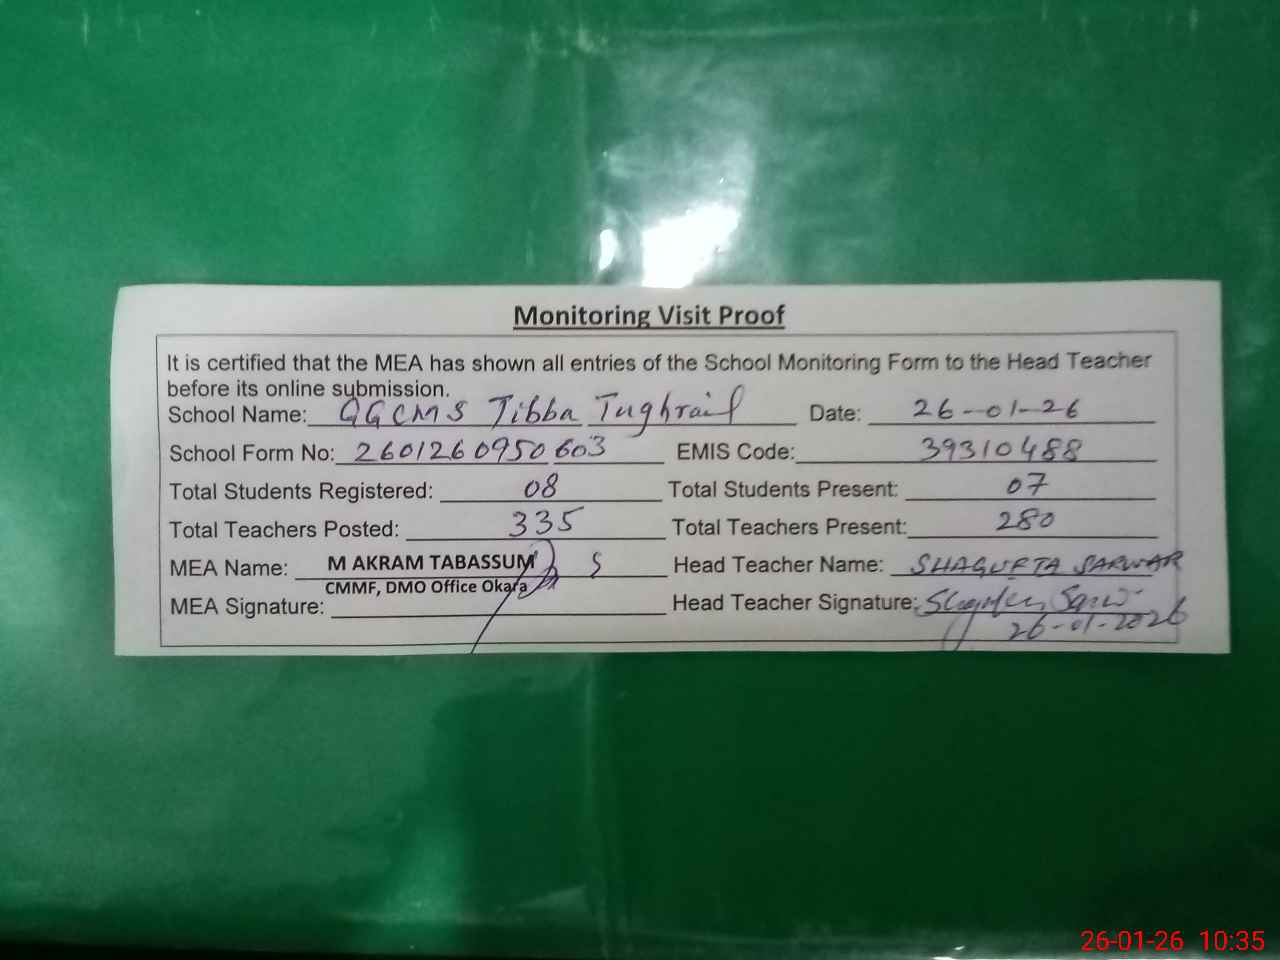 Monitoring Visit Proof
It is certified that the MEA has shown all entries of the School Monitoring Form to the Head Teacher
before its online submission.
School Name: GGCMS Tibba Tughrail Date: 26-01-26
School Form No: 2601260950603 EMIS Code: 39310488
Total Students Registered: 08 Total Students Present: 07
Total Teachers Posted: 335 Total Teachers Present: 280
MEA Name: M AKRAM TABASSUM Head Teacher Name: SHAGUFTA SARWAR
CMMF, DMO Office Okara
MEA Signature: Head Teacher Signature:
26-01-2026
26-01-26 10:35